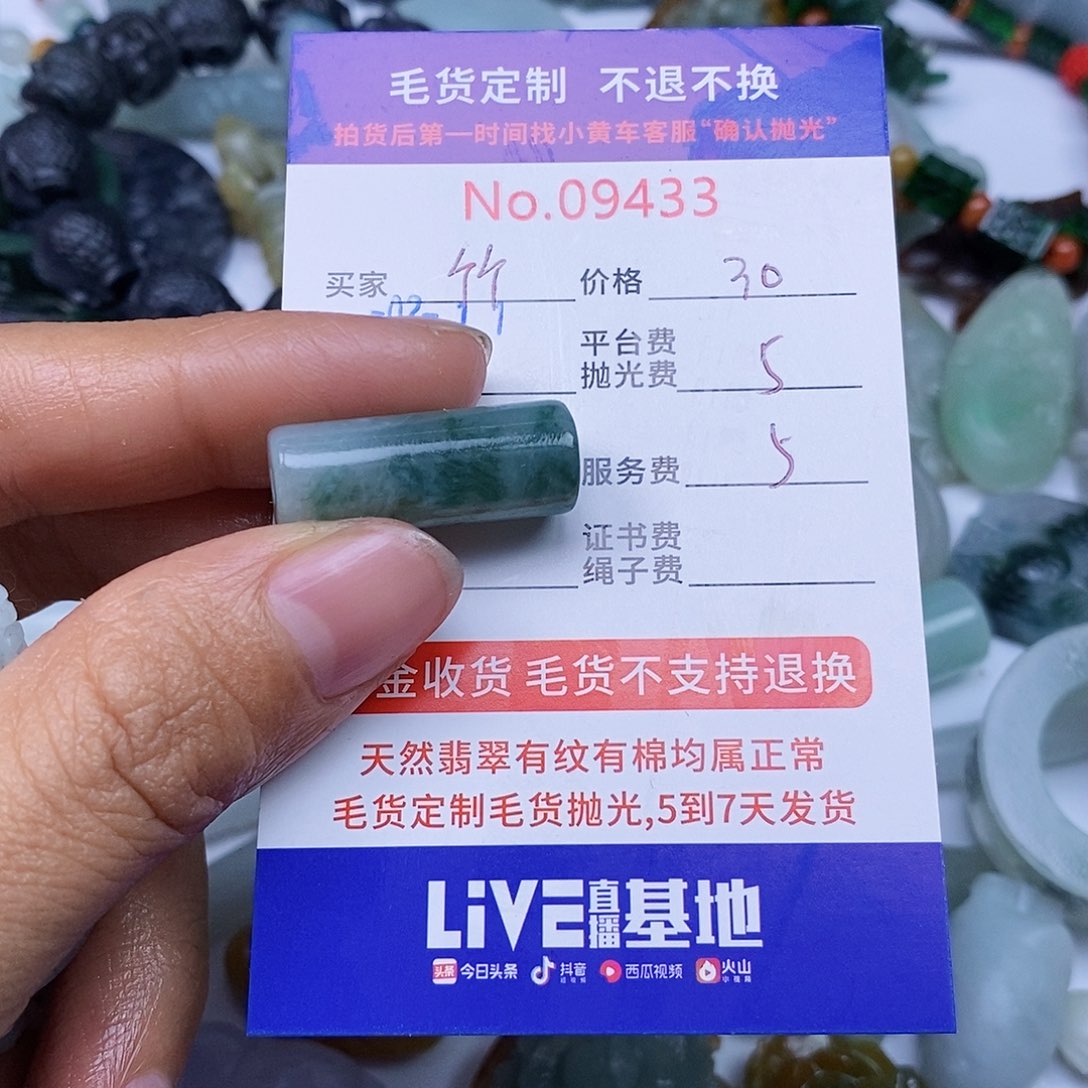 毛货定制 不退不换
拍货后第一时间找小黄车客服“确认抛光”
No.09433
买家 竹 价格 30
平台费
抛光费 5
服务费 5
证书费
绳子费
金收货 毛货不支持退换
天然翡翠有纹有棉均属正常
毛货定制毛货抛光,5到7天发货
LiVE直播基地
头条 今日头条 抖音 西瓜视频 火山